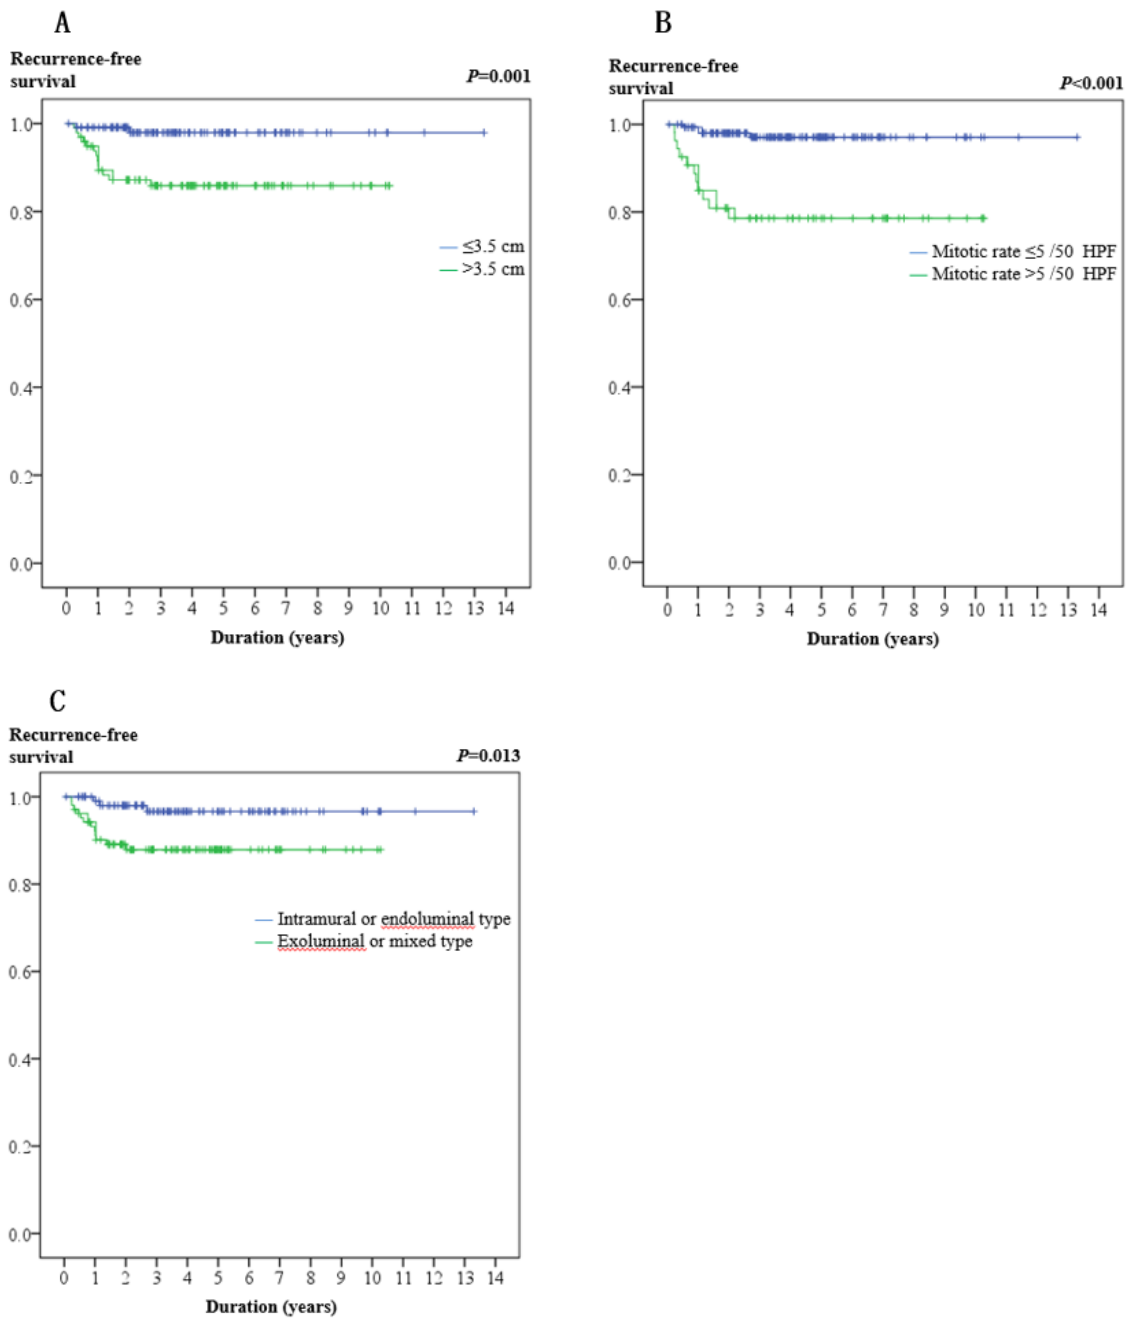 A
Recurrence-free
survival
P=0.001
1.0
0.8
0.6
0.4
0.2
0.0
≤3.5 cm
>3.5 cm
0 1 2 3 4 5 6 7 8 9 10 11 12 13 14
Duration (years)
B
Recurrence-free
survival
P<0.001
1.0
0.8
0.6
0.4
0.2
0.0
Mitotic rate ≤5 /50 HPF
Mitotic rate >5 /50 HPF
0 1 2 3 4 5 6 7 8 9 10 11 12 13 14
Duration (years)
C
Recurrence-free
survival
P=0.013
1.0
0.8
0.6
0.4
0.2
0.0
Intramural or endoluminal type
Exoluminal or mixed type
0 1 2 3 4 5 6 7 8 9 10 11 12 13 14
Duration (years)